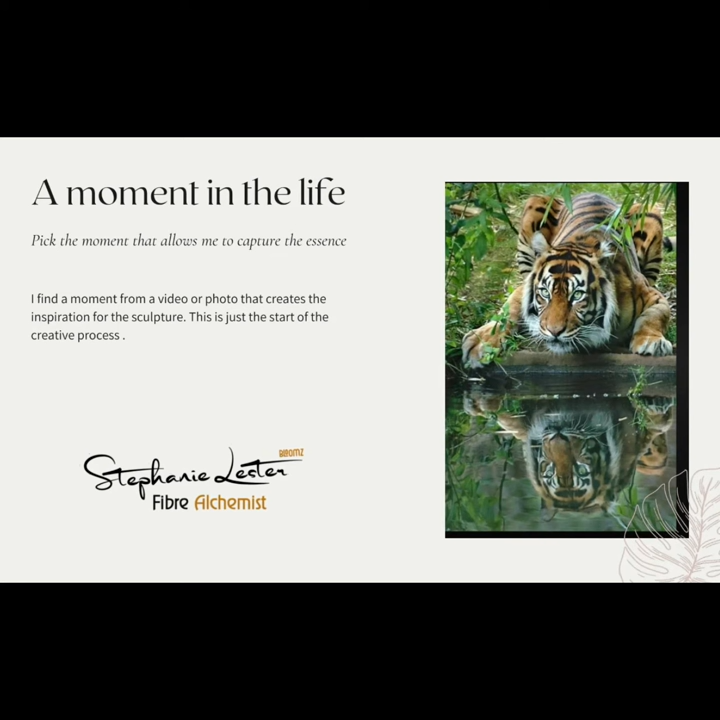 A moment in the life
Pick the moment that allows me to capture the essence
I find a moment from a video or photo that creates the
inspiration for the sculpture. This is just the start of the
creative process .
BLOOMZ
Stephanie Lester
Fibre Alchemist